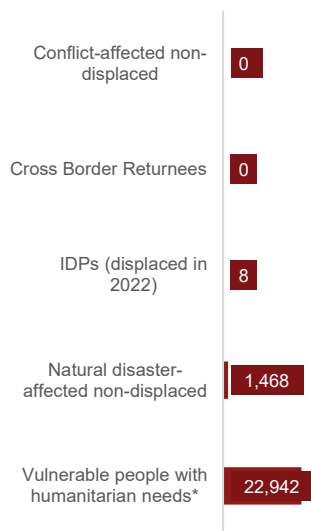 Conflict-affected non-
displaced
0
Cross Border Returnees
0
IDPs (displaced in
2022)
8
Natural disaster-
affected non-displaced
1,468
Vulnerable people with
humanitarian needs*
22,942